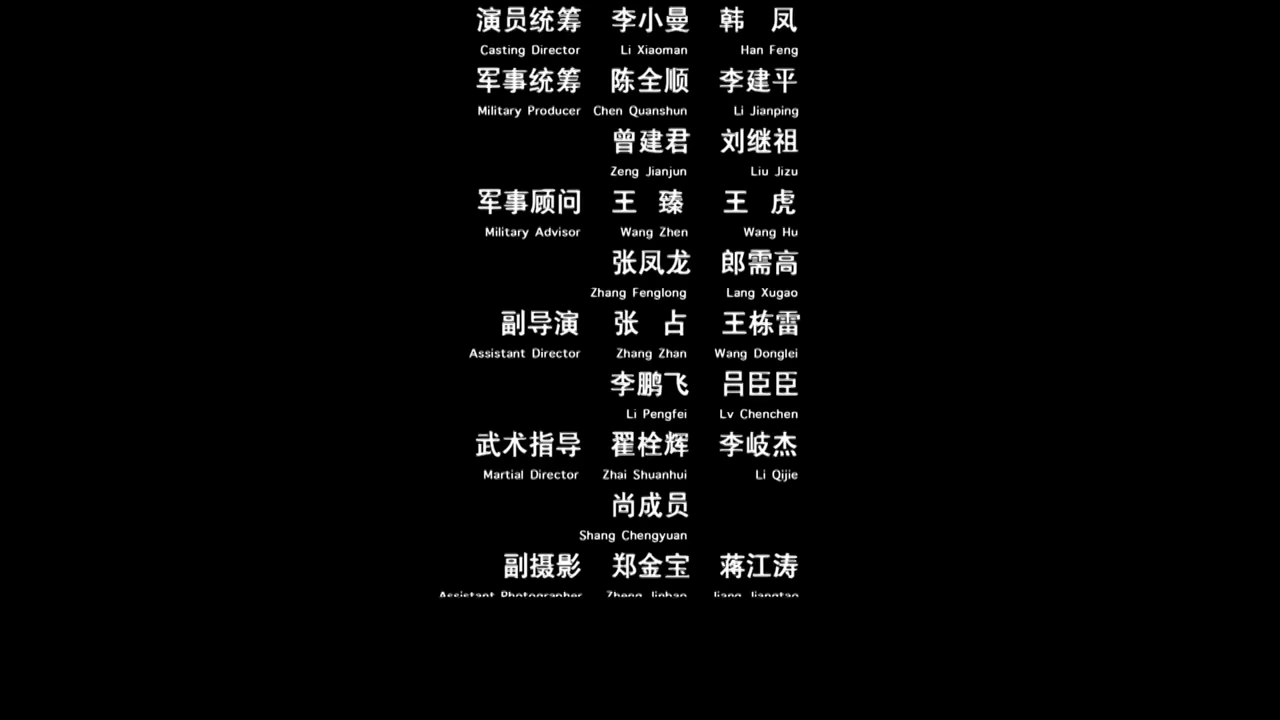 演员统筹 李小曼 韩 凤
Casting Director Li Xiaoman Han Feng
军事统筹 陈全顺 李建平
Military Producer Chen Quanshun Li Jianping
曾建君 刘继祖
Zeng Jianjun Liu Jizu
军事顾问 王 臻 王 虎
Military Advisor Wang Zhen Wang Hu
张凤龙 郎需高
Zhang Fenglong Lang Xugao
副导演 张 占 王栋雷
Assistant Director Zhang Zhan Wang Donglei
李鹏飞 吕臣臣
Li Pengfei Lv Chenchen
武术指导 翟栓辉 李岐杰
Martial Director Zhai Shuanhui Li Qijie
尚成员
Shang Chengyuan
副摄影 郑金宝 蒋江涛
Assistant Photographer Zheng Jinbao Jiang Jiangtao